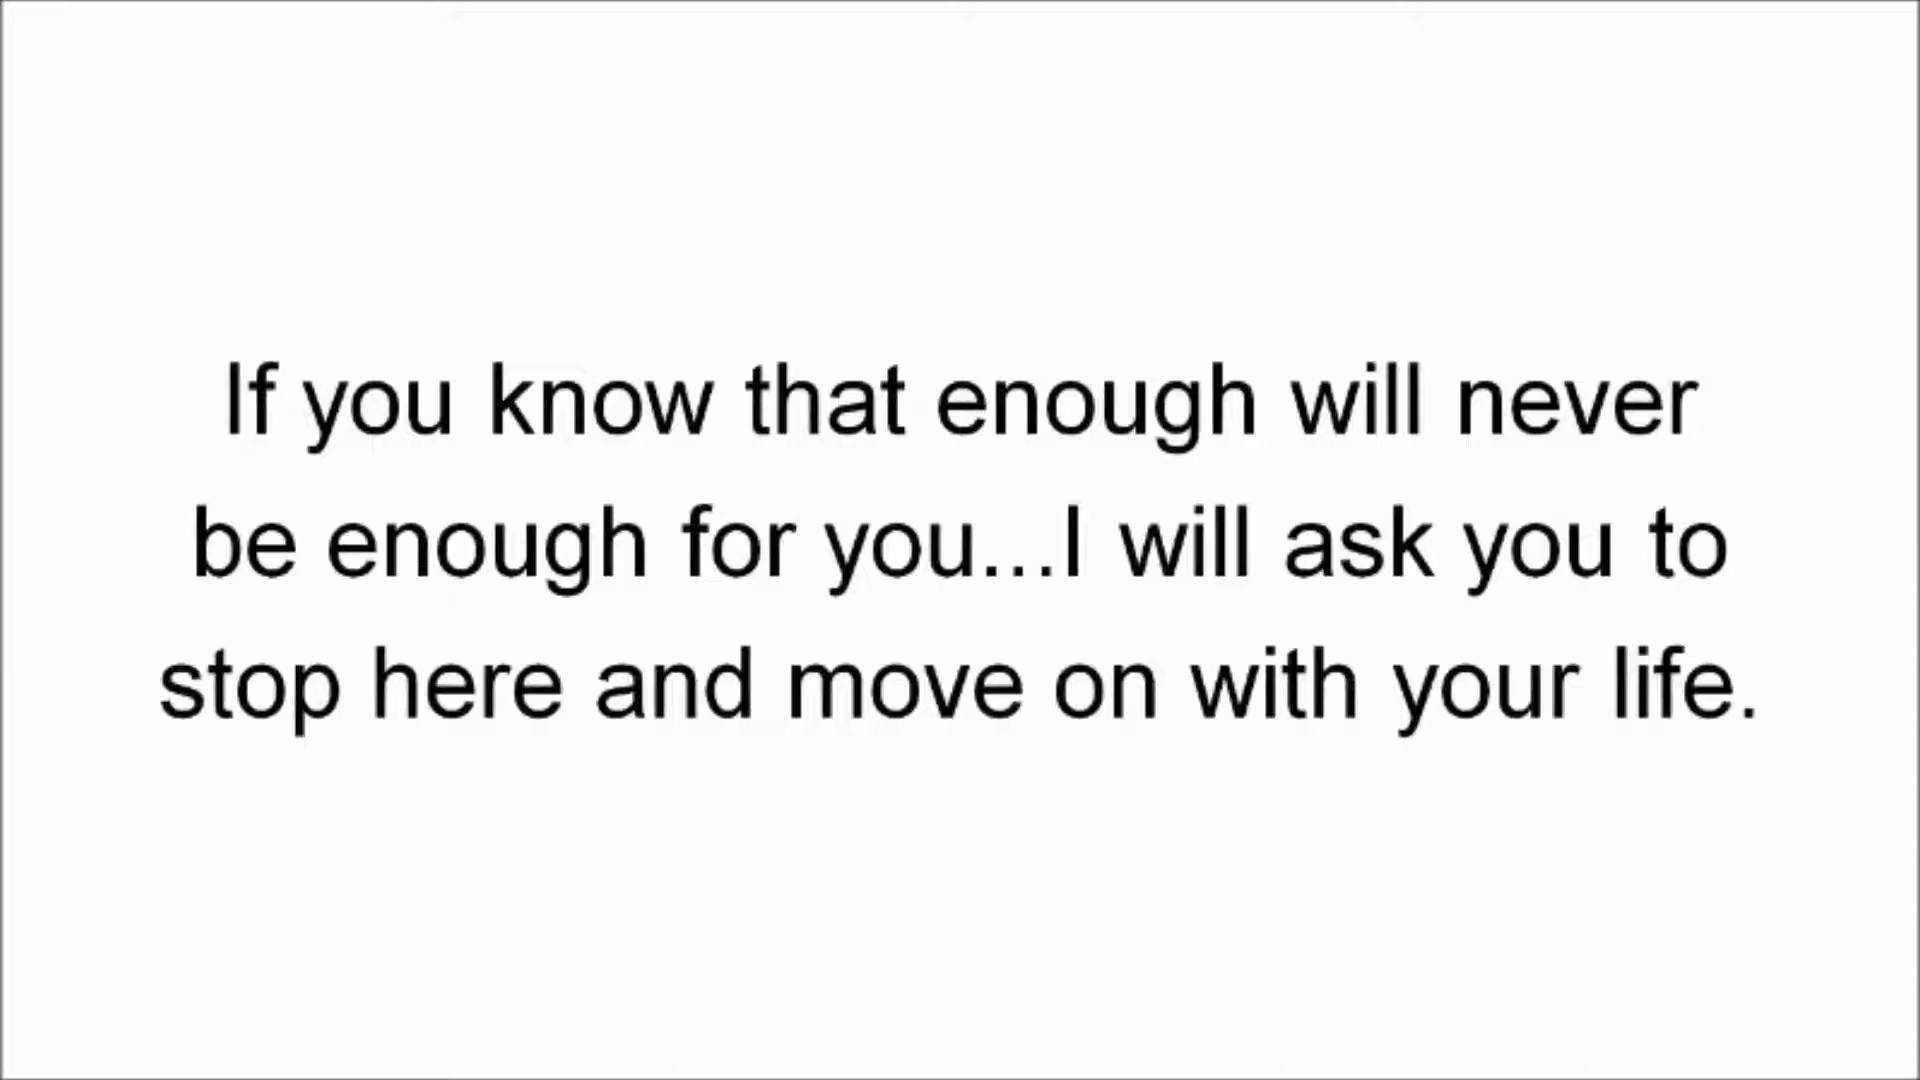 If you know that enough will never
be enough for you...I will ask you to
stop here and move on with your life.